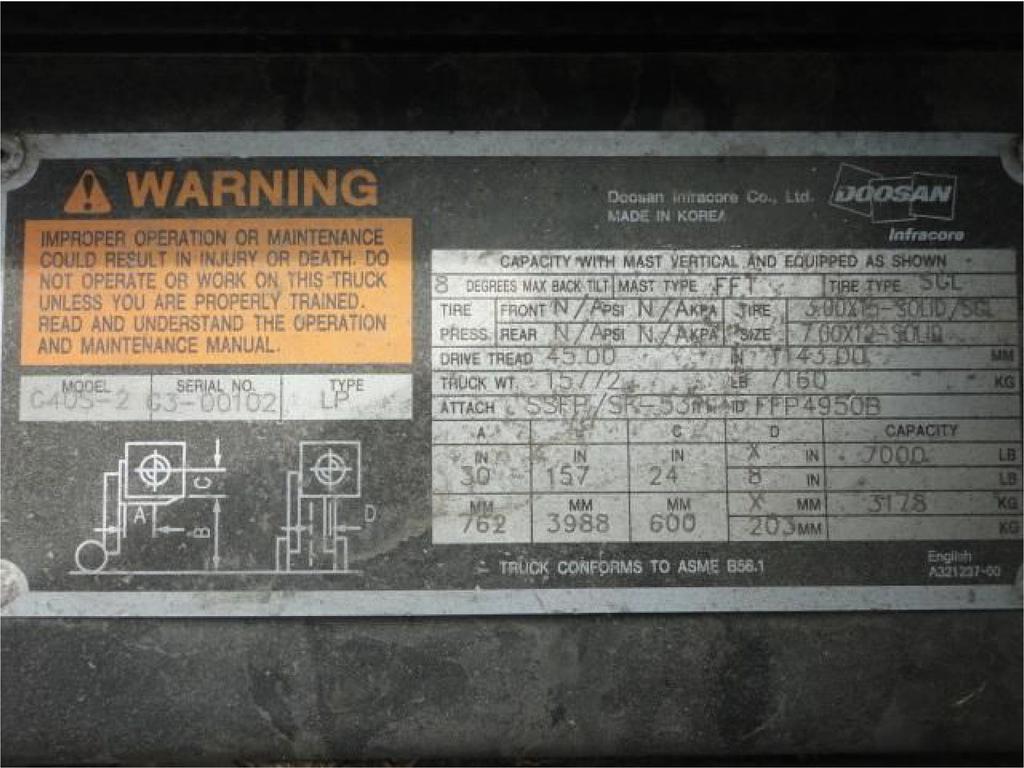 WARNING
IMPROPER OPERATION OR MAINTENANCE
COULD RESULT IN INJURY OR DEATH. DO
NOT OPERATE OR WORK ON THIS TRUCK
UNLESS YOU ARE PROPERLY TRAINED.
READ AND UNDERSTAND THE OPERATION
AND MAINTENANCE MANUAL.
MODEL SERIAL NO. TYPE
G40S-2 G3-00102 LP
A B C D
Doosan Infracore Co., Ltd.
MADE IN KOREA
DOOSAN
Infracore
CAPACITY WITH MAST VERTICAL AND EQUIPPED AS SHOWN
8 DEGREES MAX BACK TILT MAST TYPE FFT TIRE TYPE SGL
TIRE FRONT N/A PSI N/A KPA TIRE SOLID/SGL
PRESS. REAR N/A PSI N/A KPA SIZE 7.00X12-SOLID
DRIVE TREAD 45.00 IN 1143.00 MM
TRUCK WT. 15772 LB 7160 KG
ATTACH FFP4950B
A C D CAPACITY
IN IN IN X IN 7000 LB
30 157 24 8 IN LB
MM MM MM X MM 3178 KG
762 3988 600 203 MM KG
TRUCK CONFORMS TO ASME B56.1
English
A321237-00